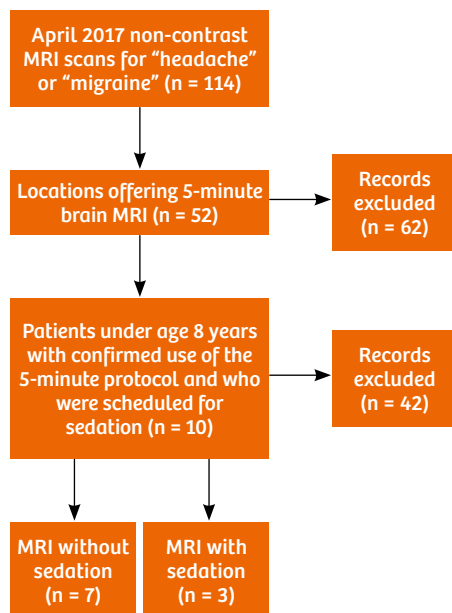 April 2017 non-contrast
MRI scans for “headache”
or “migraine” (n = 114)
Locations offering 5-minute
brain MRI (n = 52)
Records
excluded
(n = 62)
Patients under age 8 years
with confirmed use of the
5-minute protocol and who
were scheduled for
sedation (n = 10)
Records
excluded
(n = 42)
MRI without
sedation
(n = 7)
MRI with
sedation
(n = 3)